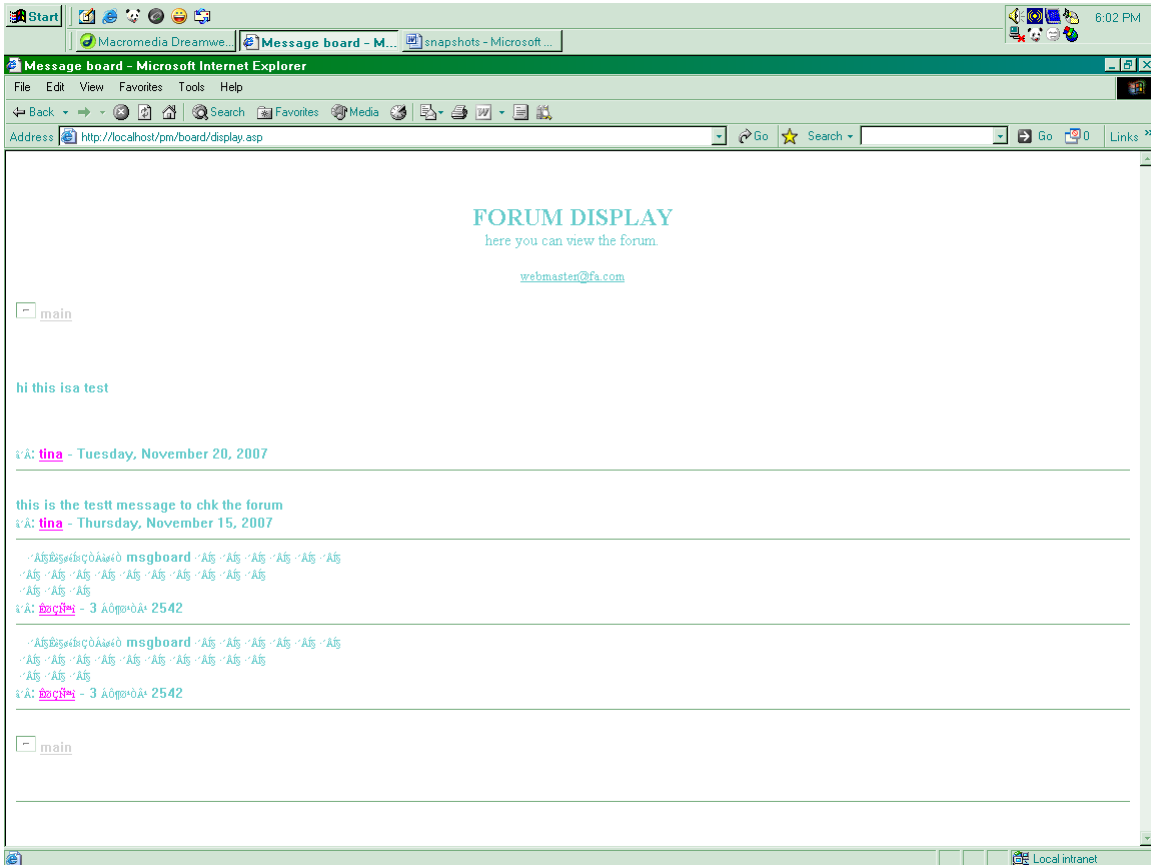 Start
6:02 PM
Macromedia Dreamwe...
Message board - M...
snapshots - Microsoft ...
Message board - Microsoft Internet Explorer
File Edit View Favorites Tools Help
Back Search Favorites Media
Address http://localhost/pm/board/display.asp Go Search Go 0 Links »
FORUM DISPLAY
here you can view the forum.
webmaster@fa.com
main
hi this isa test
tina - Tuesday, November 20, 2007
this is the testt message to chk the forum
tina - Thursday, November 15, 2007
msgboard
- 3 2542
msgboard
- 3 2542
main
Local intranet